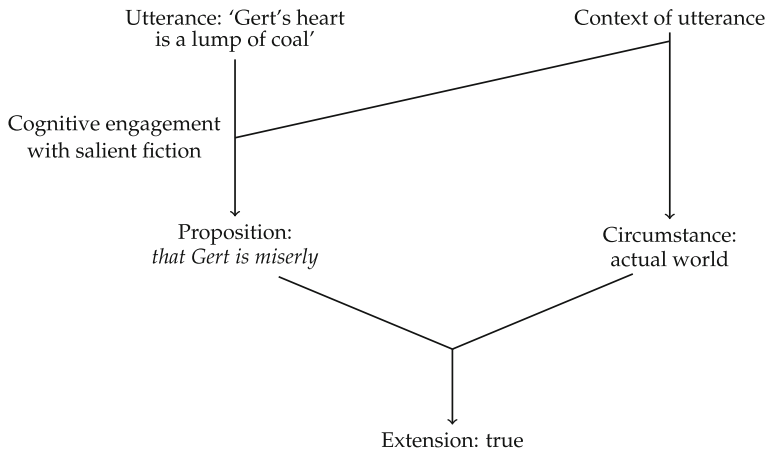 Utterance: ‘Gert’s heart
is a lump of coal’
Context of utterance
Cognitive engagement
with salient fiction
Proposition:
that Gert is miserly
Circumstance:
actual world
Extension: true